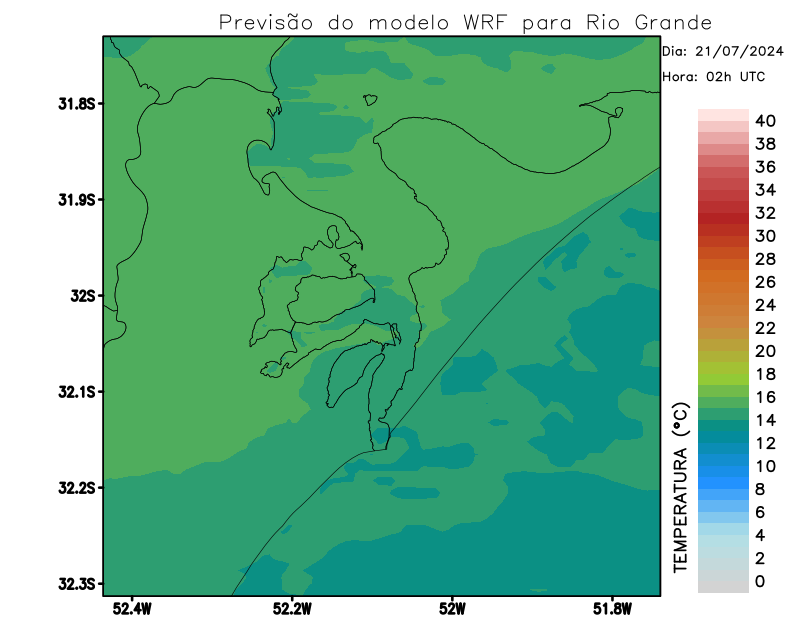 Previsão do modelo WRF para Rio Grande
Dia: 21/07/2024
Hora: 02h UTC
31.8S
31.9S
32S
32.1S
32.2S
32.3S
52.4W
52.2W
52W
51.8W
TEMPERATURA (°C)
40
38
36
34
32
30
28
26
24
22
20
18
16
14
12
10
8
6
4
2
0